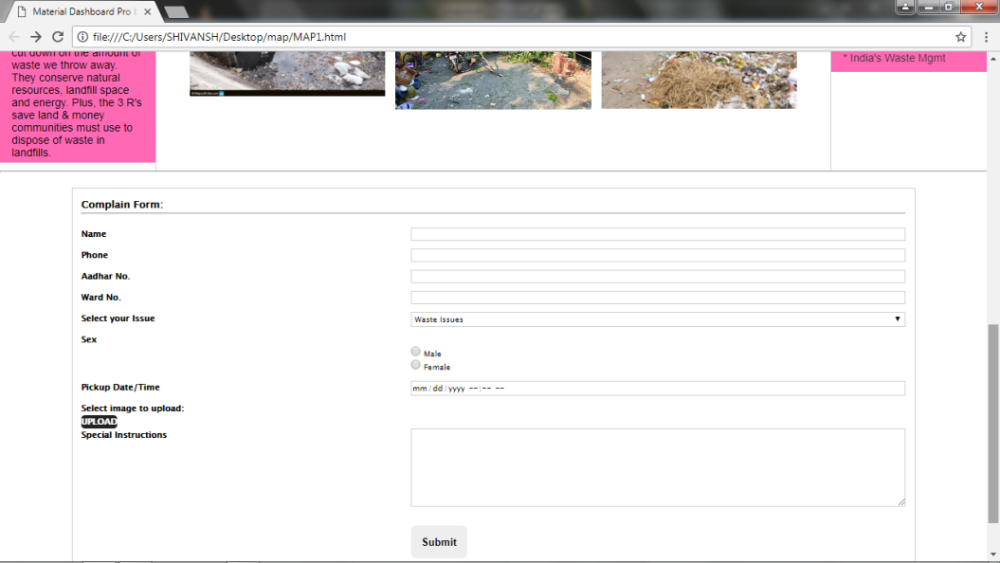 Material Dashboard Pro
file:///C:/Users/SHIVANSH/Desktop/map/MAP1.html
cut down on the amount of
waste we throw away.
They conserve natural
resources, landfill space
and energy. Plus, the 3 R's
save land & money
communities must use to
dispose of waste in
landfills.
* India's Waste Mgmt
Complain Form:
Name
Phone
Aadhar No.
Ward No.
Select your Issue
Waste Issues
Sex
Male
Female
Pickup Date/Time
mm/dd/yyyy --:-- --
Select image to upload:
UPLOAD
Special Instructions
Submit